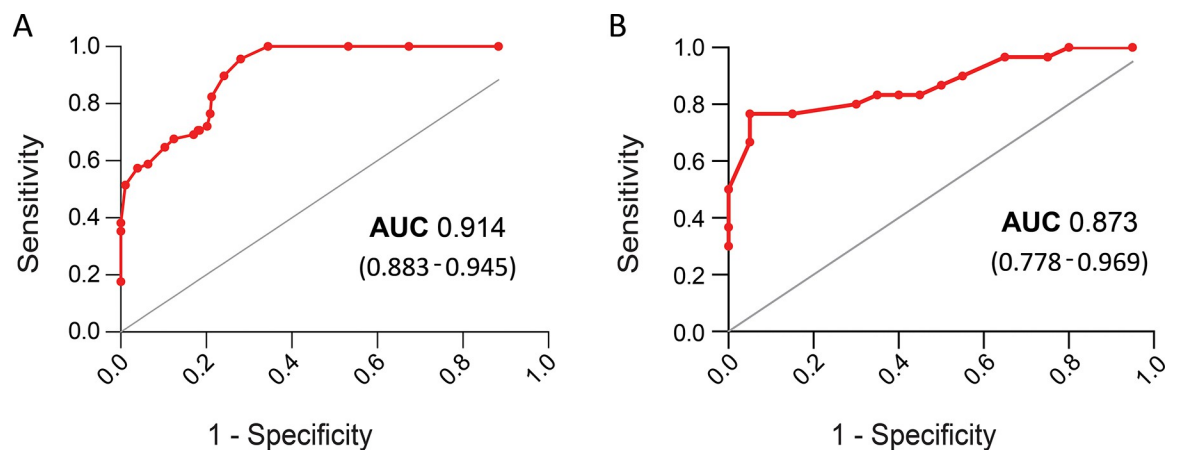 A
1.0
0.8
0.6
0.4
0.2
0.0
Sensitivity
AUC 0.914
(0.883-0.945)
0.0 0.2 0.4 0.6 0.8 1.0
1 - Specificity
B
1.0
0.8
0.6
0.4
0.2
0.0
Sensitivity
AUC 0.873
(0.778-0.969)
0.0 0.2 0.4 0.6 0.8 1.0
1 - Specificity